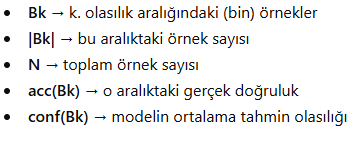 • Bk → k. olasılık aralığındaki (bin) örnekler
• |Bk| → bu aralıktaki örnek sayısı
• N → toplam örnek sayısı
• acc(Bk) → o aralıktaki gerçek doğruluk
• conf(Bk) → modelin ortalama tahmin olasılığı